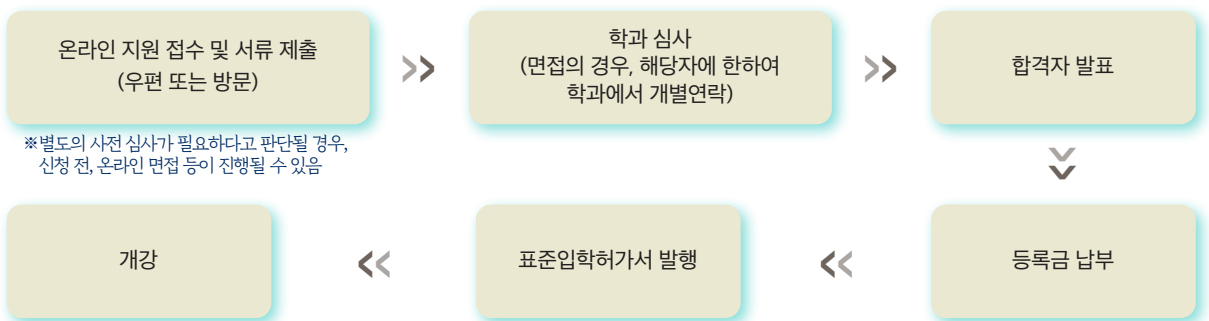 온라인 지원 접수 및 서류 제출
(우편 또는 방문)
※별도의 사전 심사가 필요하다고 판단될 경우,
신청 전, 온라인 면접 등이 진행될 수 있음
학과 심사
(면접의 경우, 해당자에 한하여
학과에서 개별연락)
합격자 발표
등록금 납부
표준입학허가서 발행
개강